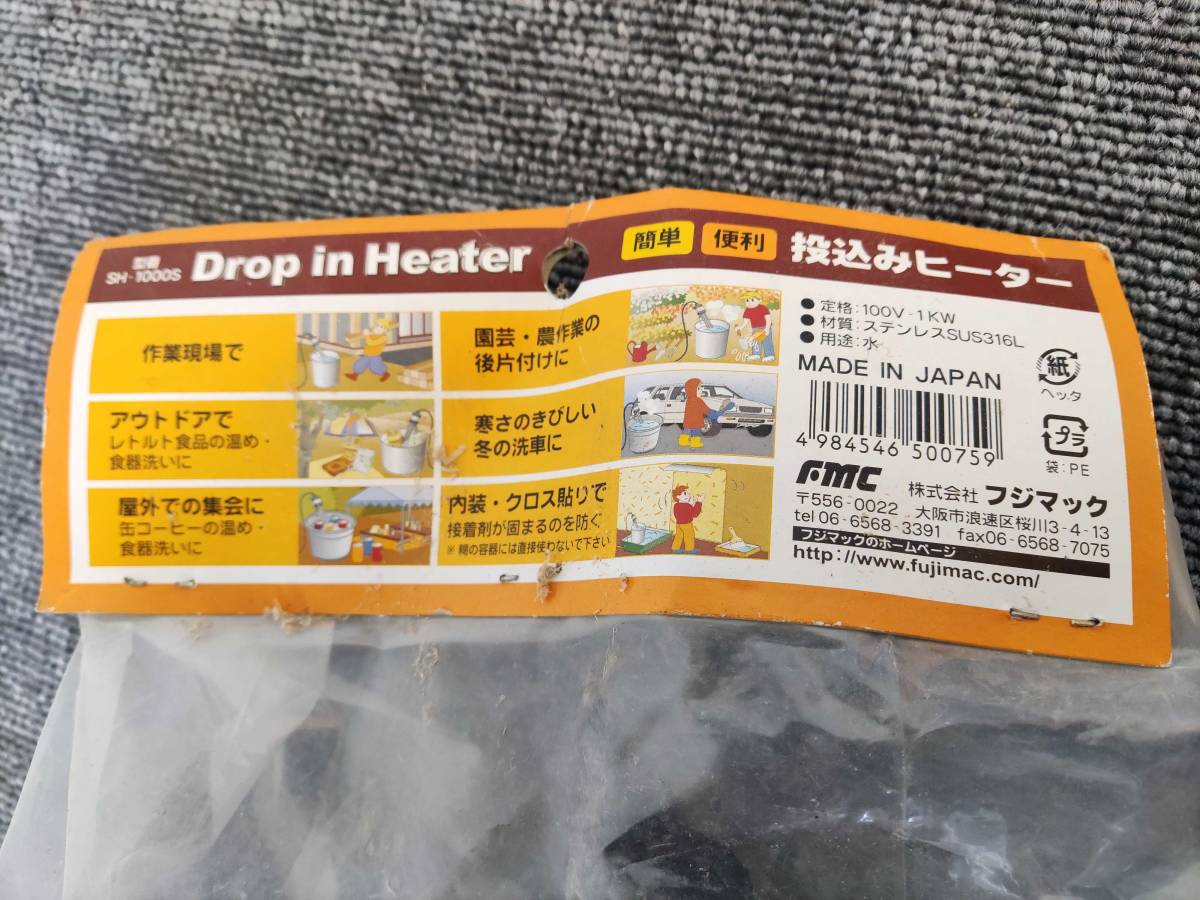 型番
SH-1000S
Drop in Heater
簡単
便利
投込みヒーター
作業現場で
アウトドアで
レトルト食品の温め・
食器洗いに
屋外での集会に
缶コーヒーの温め・
食器洗いに
園芸・農作業の
後片付けに
寒さのきびしい
冬の洗車に
内装・クロス貼りで
接着剤が固まるのを防ぐ
※ 糊の容器には直接使わないで下さい
● 定格:100V-1KW
● 材質:ステンレスSUS316L
● 用途:水
MADE IN JAPAN
4 984546 500759
紙
ヘッダ
プラ
袋:PE
FMC
株式会社 フジマック
〒556-0022 大阪市浪速区桜川3-4-13
tel 06-6568-3391 fax06-6568-7075
フジマックのホームページ
http://www.fujimac.com/